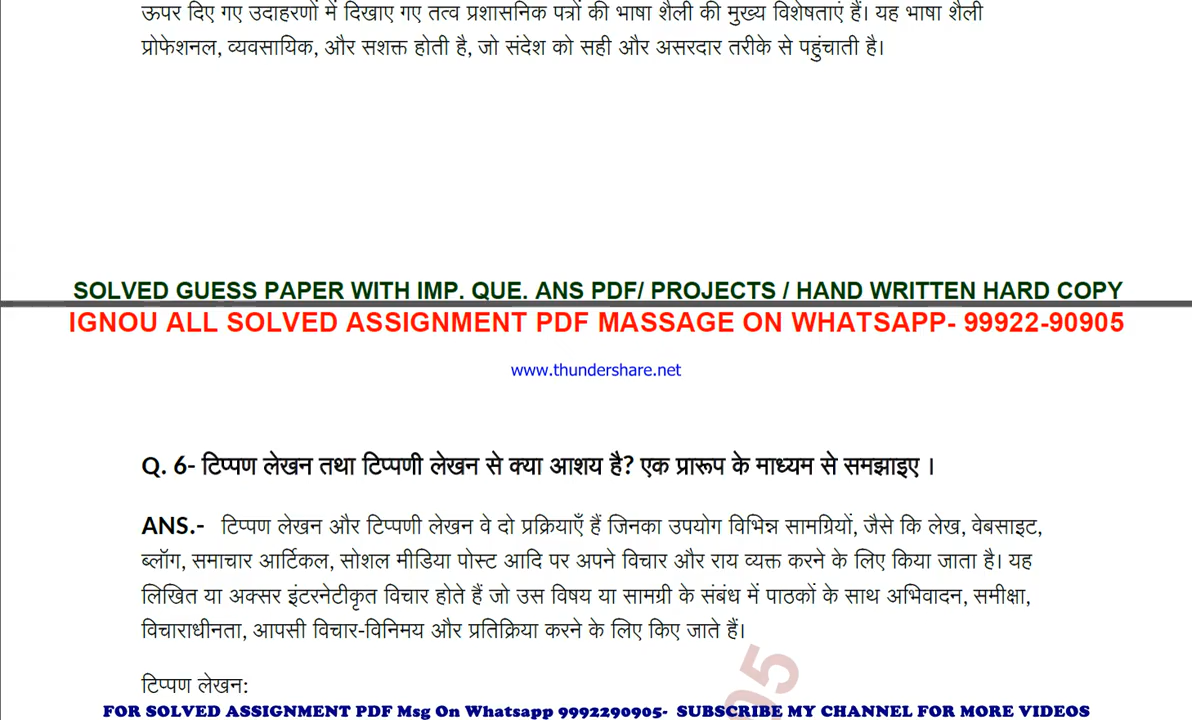 ऊपर दिए गए उदाहरणों में दिखाए गए तत्व प्रशासनिक पत्रों की भाषा शैली की मुख्य विशेषताएं हैं। यह भाषा शैली
प्रोफेशनल, व्यवसायिक, और सशक्त होती है, जो संदेश को सही और असरदार तरीके से पहुंचाती है।
SOLVED GUESS PAPER WITH IMP. QUE. ANS PDF/ PROJECTS / HAND WRITTEN HARD COPY
IGNOU ALL SOLVED ASSIGNMENT PDF MASSAGE ON WHATSAPP- 99922-90905
www.thundershare.net
Q. 6- टिप्पण लेखन तथा टिप्पणी लेखन से क्या आशय है? एक प्रारूप के माध्यम से समझाइए ।
ANS.- टिप्पण लेखन और टिप्पणी लेखन वे दो प्रक्रियाएँ हैं जिनका उपयोग विभिन्न सामग्रियों, जैसे कि लेख, वेबसाइट,
ब्लॉग, समाचार आर्टिकल, सोशल मीडिया पोस्ट आदि पर अपने विचार और राय व्यक्त करने के लिए किया जाता है। यह
लिखित या अक्सर इंटरनेटीकृत विचार होते हैं जो उस विषय या सामग्री के संबंध में पाठकों के साथ अभिवादन, समीक्षा,
विचाराधीनता, आपसी विचार-विनिमय और प्रतिक्रिया करने के लिए किए जाते हैं।
टिप्पण लेखन:
FOR SOLVED ASSIGNMENT PDF Msg On Whatsapp 9992290905- SUBSCRIBE MY CHANNEL FOR MORE VIDEOS